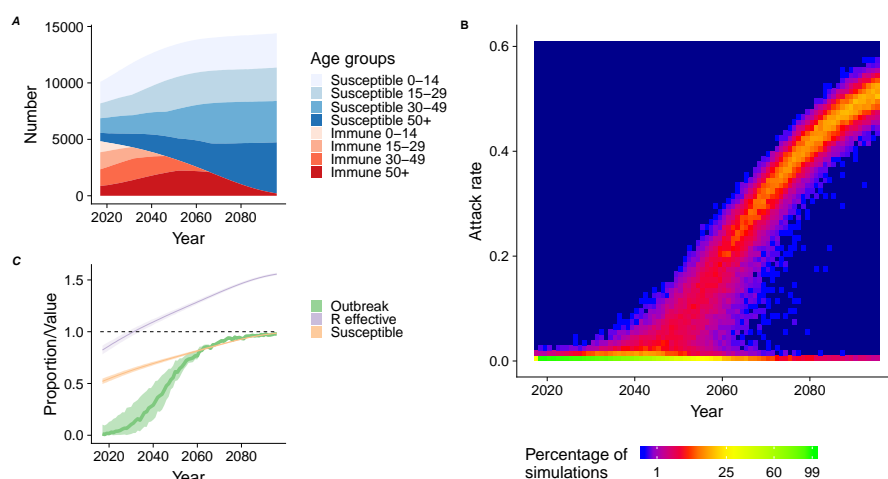 A
15000
10000
5000
0
Number
2020 2040 2060 2080
Year
Age groups
Susceptible 0−14
Susceptible 15−29
Susceptible 30−49
Susceptible 50+
Immune 0−14
Immune 15−29
Immune 30−49
Immune 50+
C
1.5
1.0
0.5
0.0
Proportion/Value
2020 2040 2060 2080
Year
Outbreak
R effective
Susceptible
B
0.6
0.4
0.2
0.0
Attack rate
2020 2040 2060 2080
Year
Percentage of
simulations
1 25 60 99